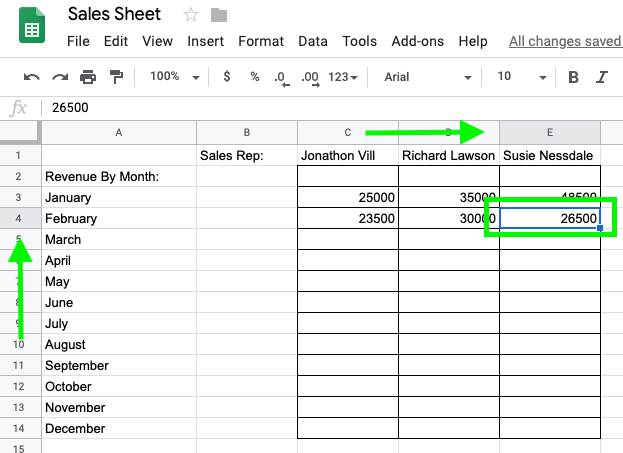 Sales Sheet
File Edit View Insert Format Data Tools Add-ons Help All changes saved
100% $ % .0 .00 123 Arial 10 B I
fx 26500
A B C D E
1 Sales Rep: Jonathon Vill Richard Lawson Susie Nessdale
2 Revenue By Month:
3 January 25000 35000 48500
4 February 23500 30000 26500
5 March
April
7 May
8 June
9 July
10 August
11 September
12 October
13 November
14 December
15